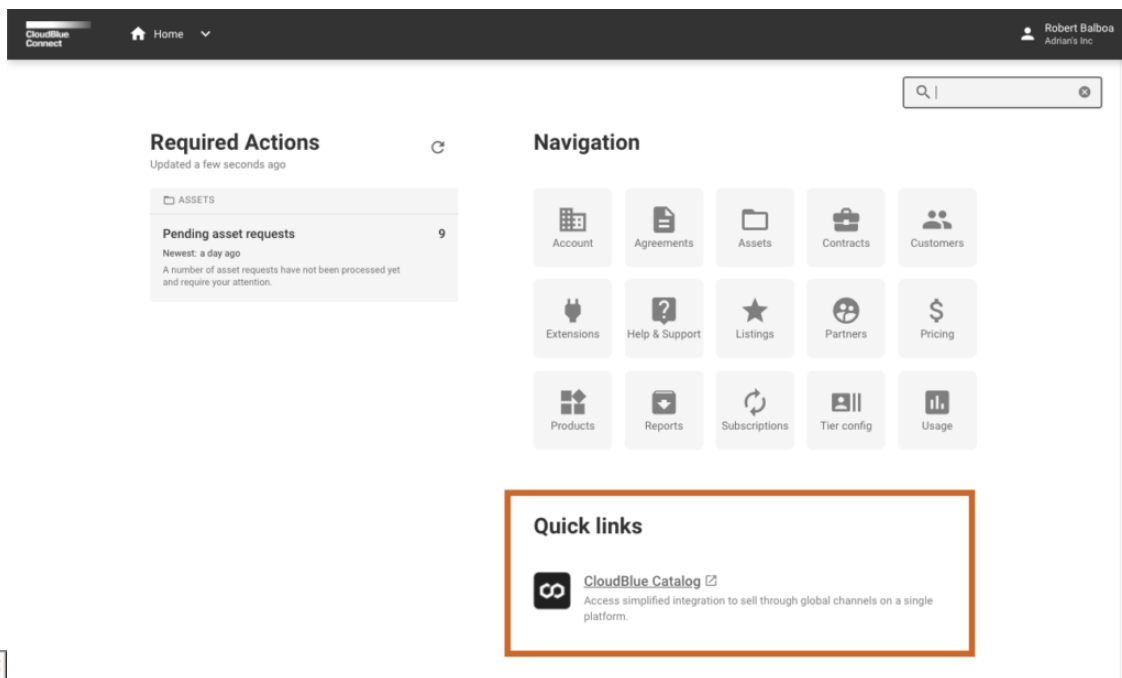 CloudBlue
Connect
Home
Robert Balboa
Adrian's Inc
Required Actions
Updated a few seconds ago
ASSETS
Pending asset requests 9
Newest: a day ago
A number of asset requests have not been processed yet
and require your attention.
Navigation
Account Agreements Assets Contracts Customers
Extensions Help & Support Listings Partners Pricing
Products Reports Subscriptions Tier config Usage
Quick links
CloudBlue Catalog
Access simplified integration to sell through global channels on a single
platform.